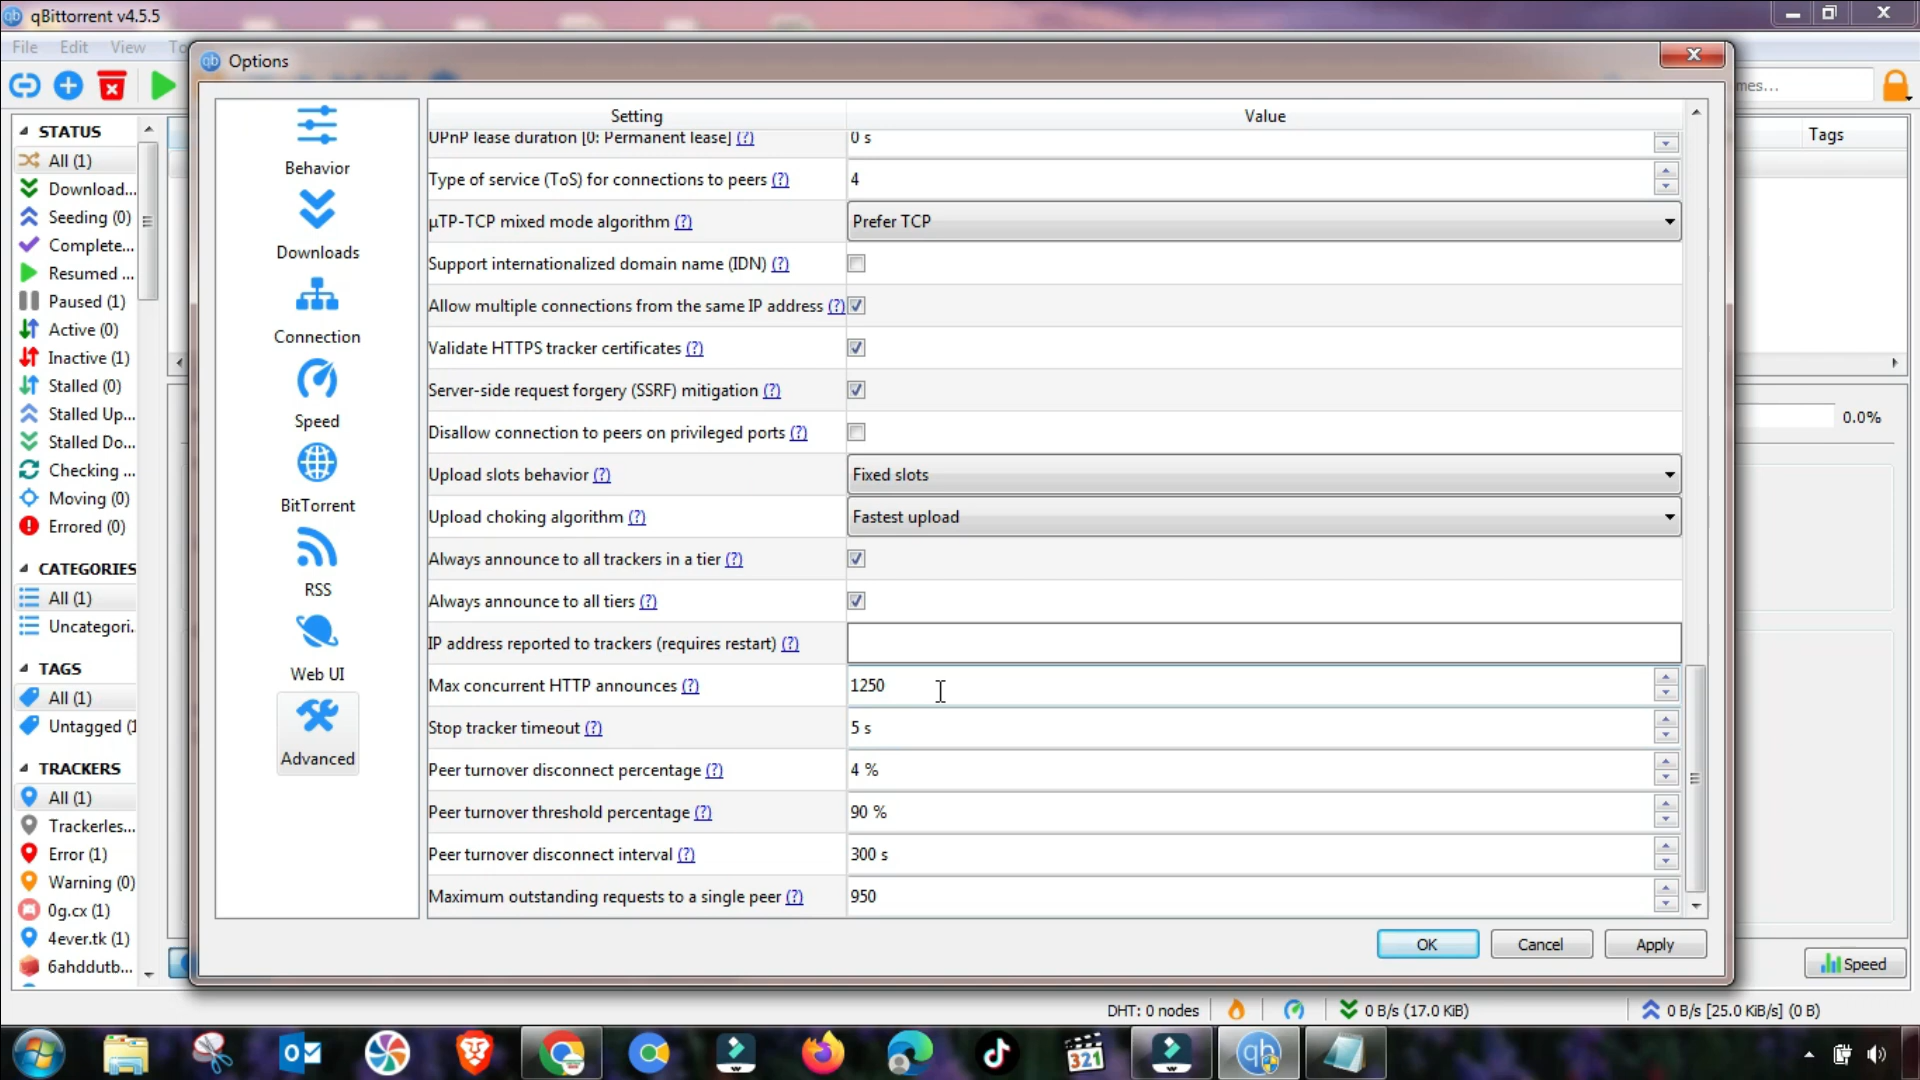 qBittorrent v4.5.5
File Edit View To
Options
mes...
STATUS
All (1)
Download...
Seeding (0)
Complete...
Resumed ...
Paused (1)
Active (0)
Inactive (1)
Stalled (0)
Stalled Up...
Stalled Do...
Checking ...
Moving (0)
Errored (0)
CATEGORIES
All (1)
Uncategori...
TAGS
All (1)
Untagged (1
TRACKERS
All (1)
Trackerles...
Error (1)
Warning (0)
0g.cx (1)
4ever.tk (1)
6ahddutb...
Behavior
Downloads
Connection
Speed
BitTorrent
RSS
Web UI
Advanced
Setting Value
UPnP lease duration [0: Permanent lease] (?) 0 s
Type of service (ToS) for connections to peers (?) 4
µTP-TCP mixed mode algorithm (?) Prefer TCP
Support internationalized domain name (IDN) (?)
Allow multiple connections from the same IP address (?)
Validate HTTPS tracker certificates (?)
Server-side request forgery (SSRF) mitigation (?)
Disallow connection to peers on privileged ports (?)
Upload slots behavior (?) Fixed slots
Upload choking algorithm (?) Fastest upload
Always announce to all trackers in a tier (?)
Always announce to all tiers (?)
IP address reported to trackers (requires restart) (?)
Max concurrent HTTP announces (?) 1250
Stop tracker timeout (?) 5 s
Peer turnover disconnect percentage (?) 4 %
Peer turnover threshold percentage (?) 90 %
Peer turnover disconnect interval (?) 300 s
Maximum outstanding requests to a single peer (?) 950
OK Cancel Apply
Tags
0.0%
Speed
DHT: 0 nodes 0 B/s (17.0 KiB) 0 B/s [25.0 KiB/s] (0 B)
321